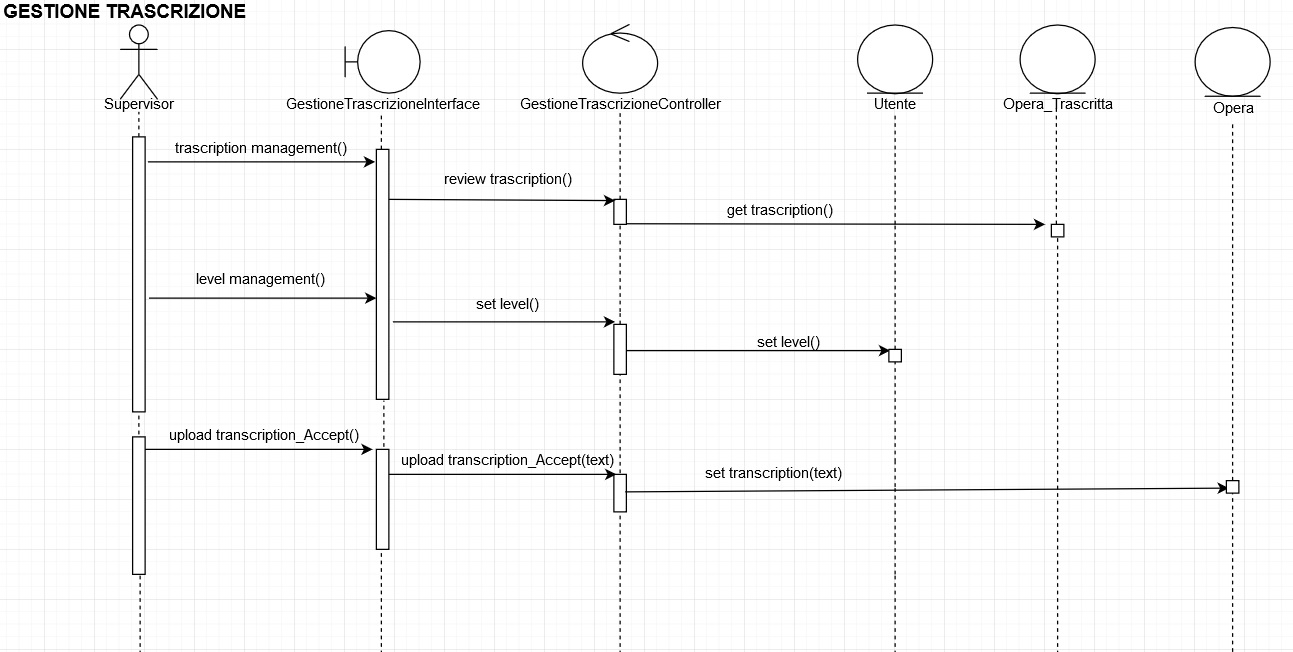 GESTIONE TRASCRIZIONE
Supervisor
GestioneTrascrizioneInterface
GestioneTrascrizioneController
Utente
Opera_Trascritta
Opera
trascription management()
review trascription()
get trascription()
level management()
set level()
set level()
upload transcription_Accept()
upload transcription_Accept(text)
set transcription(text)